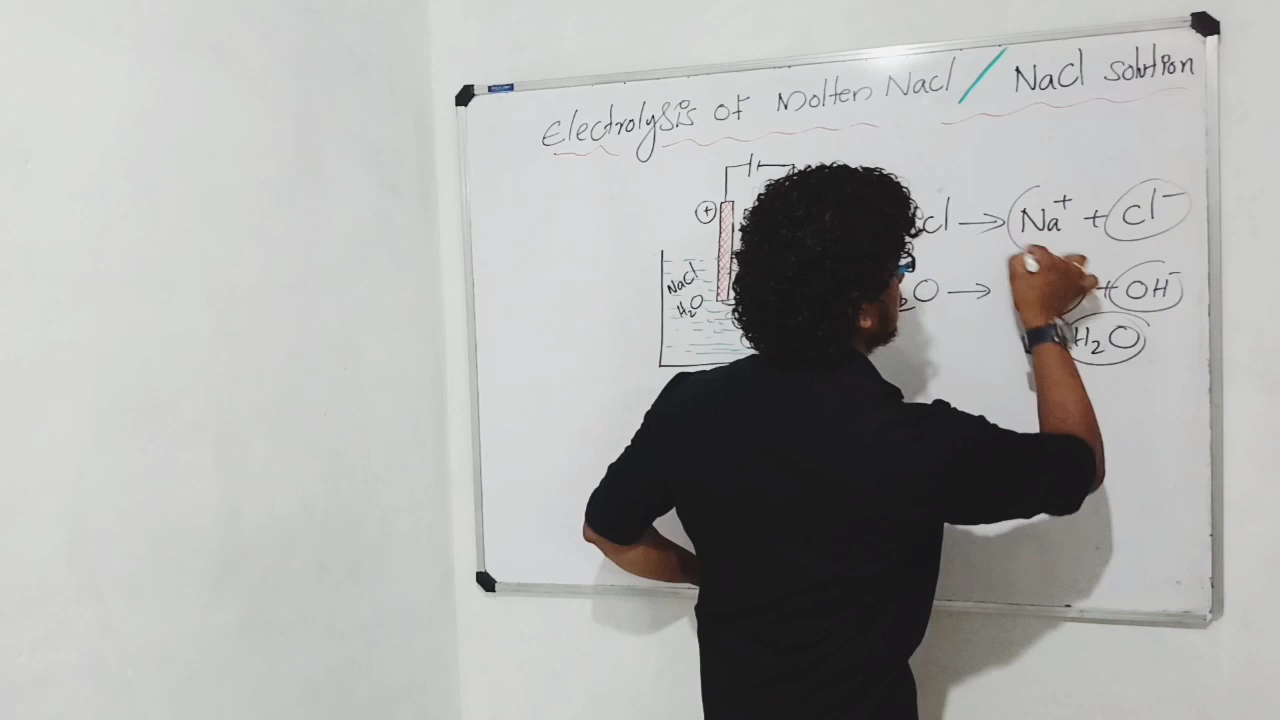 Electrolysis of Molten Nacl / Nacl solution
+
cl → Na+ + cl-
O → + OH-
Nacl
H2O
H2O